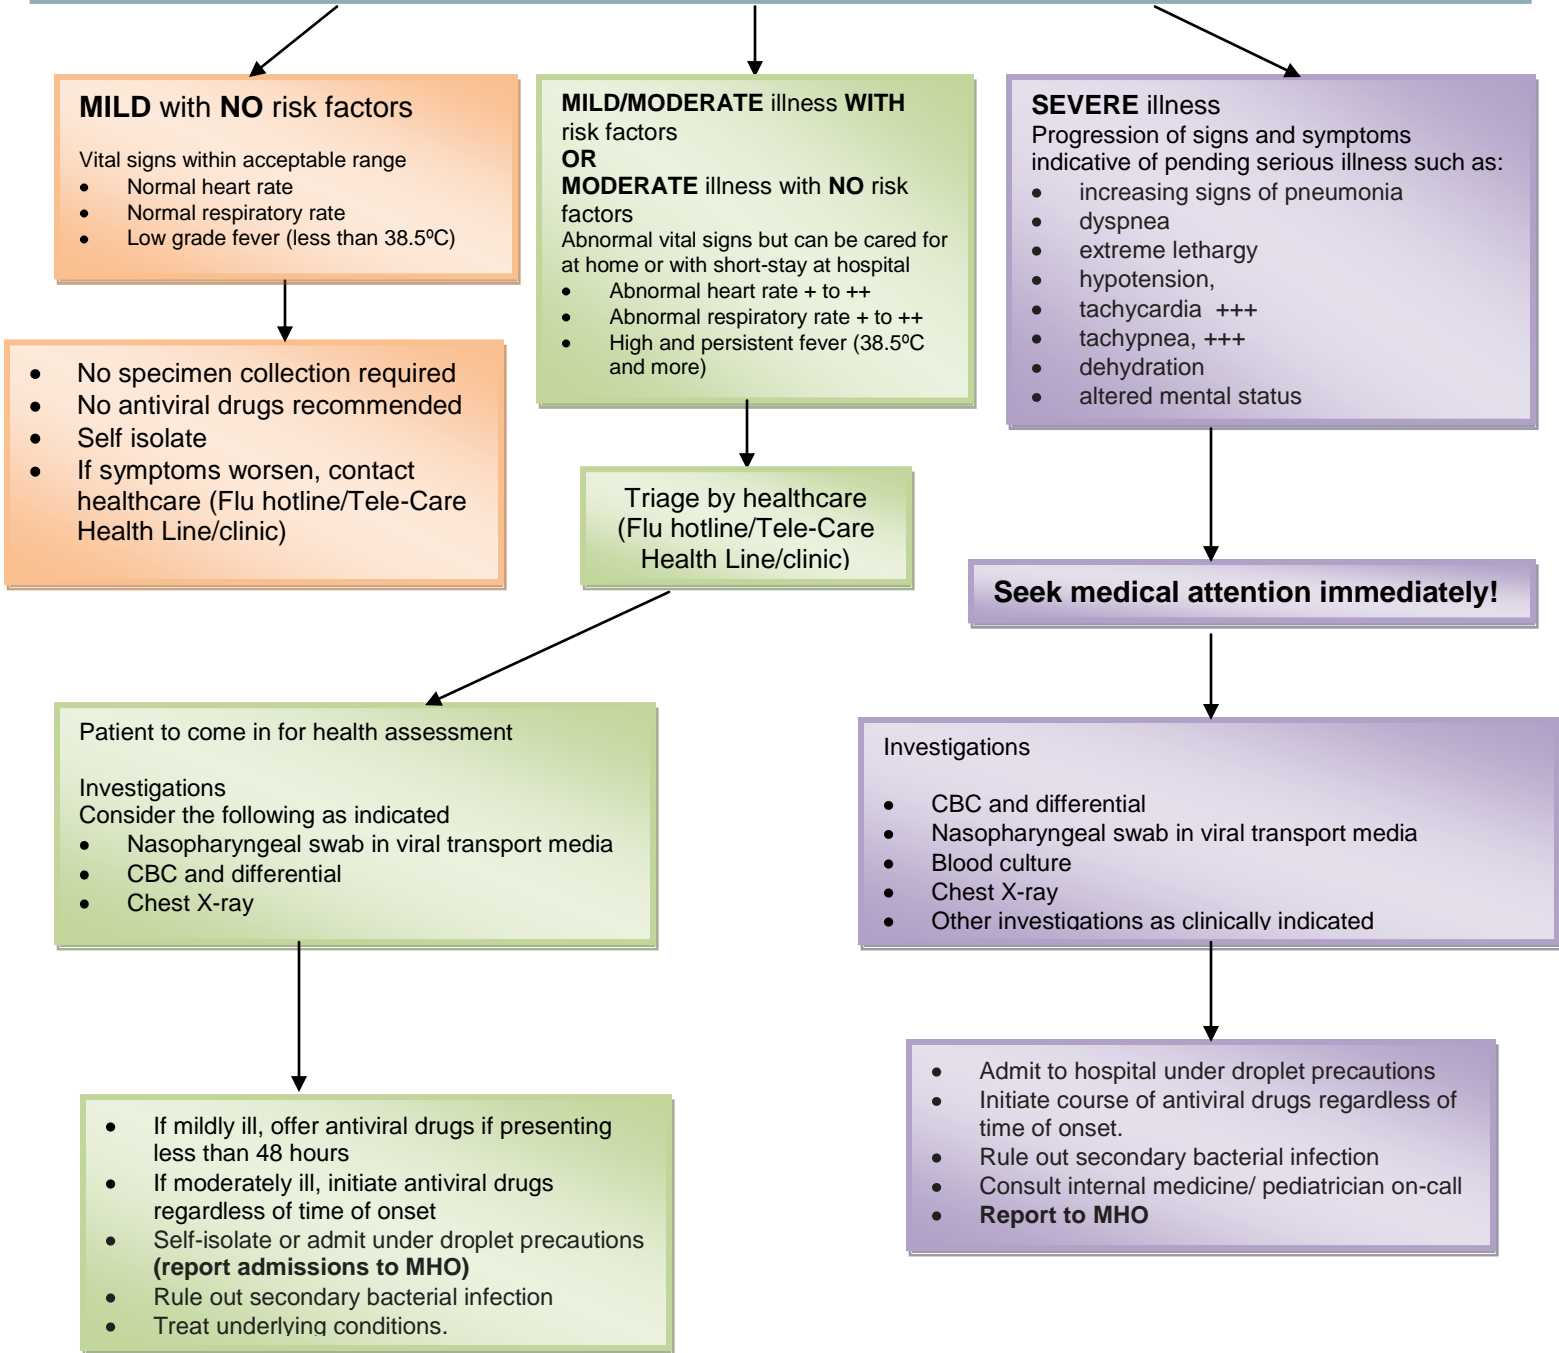 MILD with NO risk factors
Vital signs within acceptable range
• Normal heart rate
• Normal respiratory rate
• Low grade fever (less than 38.5ºC)
• No specimen collection required
• No antiviral drugs recommended
• Self isolate
• If symptoms worsen, contact
healthcare (Flu hotline/Tele-Care
Health Line/clinic)
MILD/MODERATE illness WITH
risk factors
OR
MODERATE illness with NO risk
factors
Abnormal vital signs but can be cared for
at home or with short-stay at hospital
• Abnormal heart rate + to ++
• Abnormal respiratory rate + to ++
• High and persistent fever (38.5ºC
and more)
Triage by healthcare
(Flu hotline/Tele-Care
Health Line/clinic)
Patient to come in for health assessment
Investigations
Consider the following as indicated
• Nasopharyngeal swab in viral transport media
• CBC and differential
• Chest X-ray
• If mildly ill, offer antiviral drugs if presenting
less than 48 hours
• If moderately ill, initiate antiviral drugs
regardless of time of onset
• Self-isolate or admit under droplet precautions
(report admissions to MHO)
• Rule out secondary bacterial infection
• Treat underlying conditions.
SEVERE illness
Progression of signs and symptoms
indicative of pending serious illness such as:
• increasing signs of pneumonia
• dyspnea
• extreme lethargy
• hypotension,
• tachycardia +++
• tachypnea, +++
• dehydration
• altered mental status
Seek medical attention immediately!
Investigations
• CBC and differential
• Nasopharyngeal swab in viral transport media
• Blood culture
• Chest X-ray
• Other investigations as clinically indicated
• Admit to hospital under droplet precautions
• Initiate course of antiviral drugs regardless of
time of onset.
• Rule out secondary bacterial infection
• Consult internal medicine/ pediatrician on-call
• Report to MHO